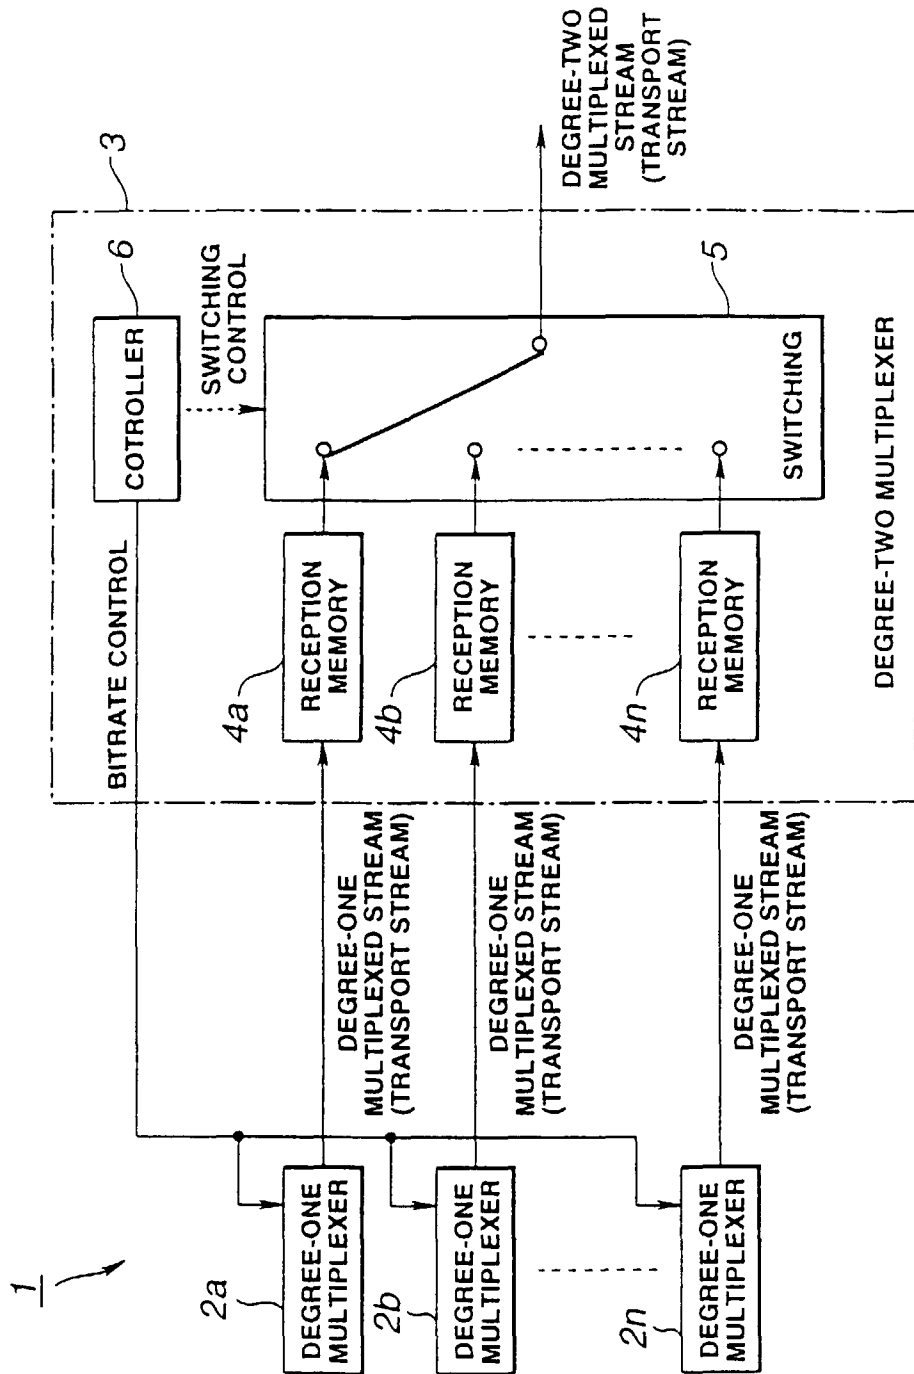 1
2a
DEGREE-ONE
MULTIPLEXER
2b
DEGREE-ONE
MULTIPLEXER
2n
DEGREE-ONE
MULTIPLEXER
DEGREE-ONE
MULTIPLEXED STREAM
(TRANSPORT STREAM)
DEGREE-ONE
MULTIPLEXED STREAM
(TRANSPORT STREAM)
DEGREE-ONE
MULTIPLEXED STREAM
(TRANSPORT STREAM)
BITRATE CONTROL
4a
RECEPTION
MEMORY
4b
RECEPTION
MEMORY
4n
RECEPTION
MEMORY
COTROLLER
6
SWITCHING
CONTROL
SWITCHING
5
3
DEGREE-TWO MULTIPLEXER
DEGREE-TWO
MULTIPLEXED
STREAM
(TRANSPORT
STREAM)